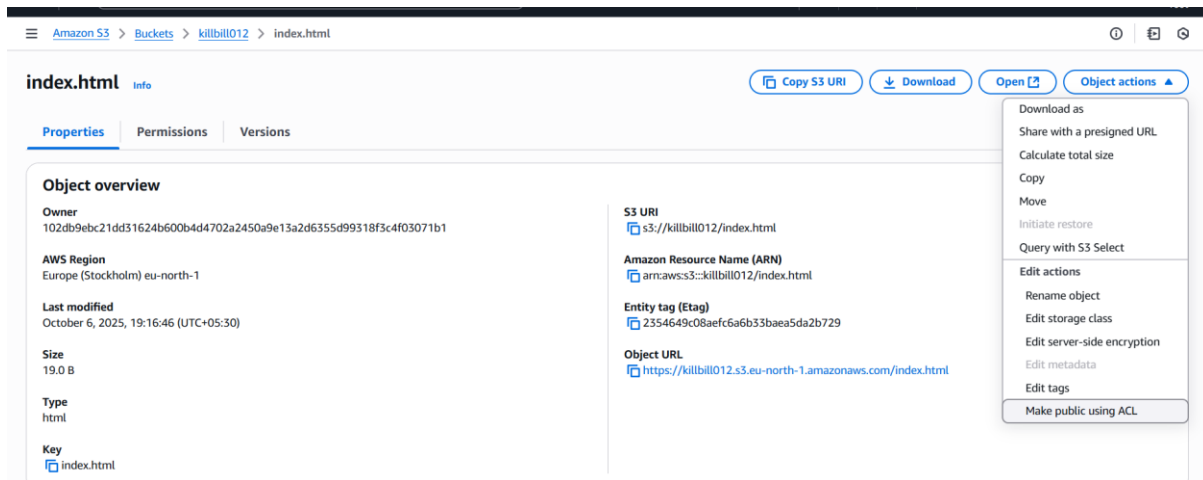 Amazon S3 > Buckets > killbill012 > index.html
index.html Info
Copy S3 URI
Download
Open
Object actions
Download as
Share with a presigned URL
Calculate total size
Copy
Move
Initiate restore
Query with S3 Select
Edit actions
Rename object
Edit storage class
Edit server-side encryption
Edit metadata
Edit tags
Make public using ACL
Properties
Permissions
Versions
Object overview
Owner
102db9ebc21dd31624b600b4d4702a2450a9e13a2d6355d99318f3c4f03071b1
AWS Region
Europe (Stockholm) eu-north-1
Last modified
October 6, 2025, 19:16:46 (UTC+05:30)
Size
19.0 B
Type
html
Key
index.html
S3 URI
s3://killbill012/index.html
Amazon Resource Name (ARN)
arn:aws:s3:::killbill012/index.html
Entity tag (Etag)
2354649c08aefc6a6b33baea5da2b729
Object URL
https://killbill012.s3.eu-north-1.amazonaws.com/index.html